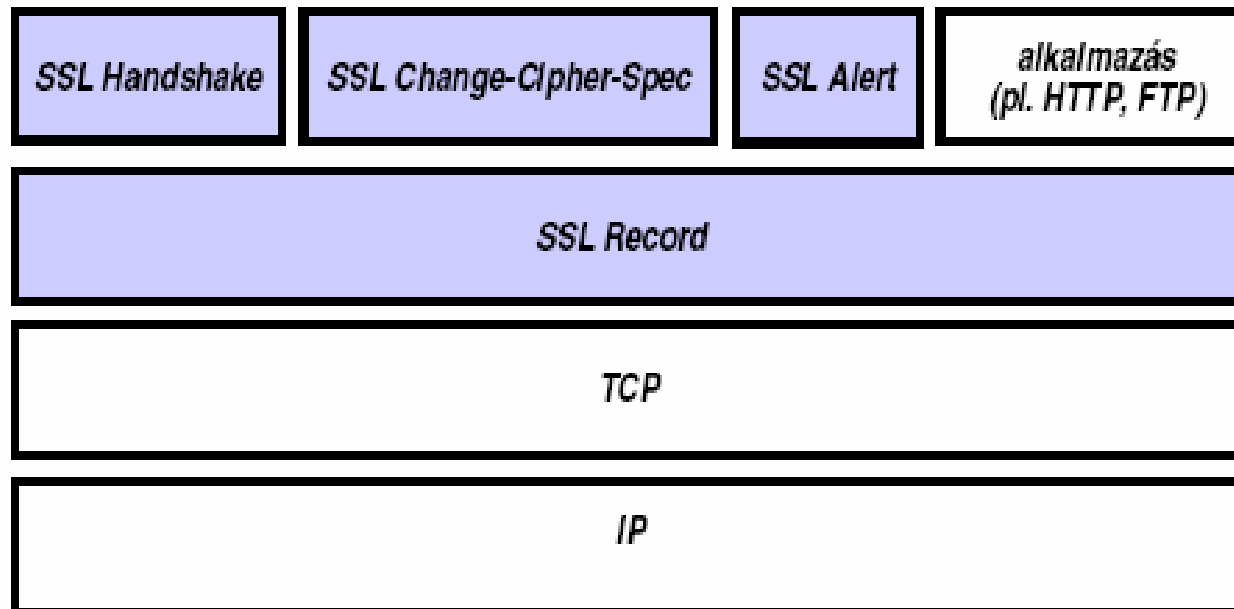 SSL Handshake
SSL Change-Cipher-Spec
SSL Alert
alkalmazás
(pl. HTTP, FTP)
SSL Record
TCP
IP